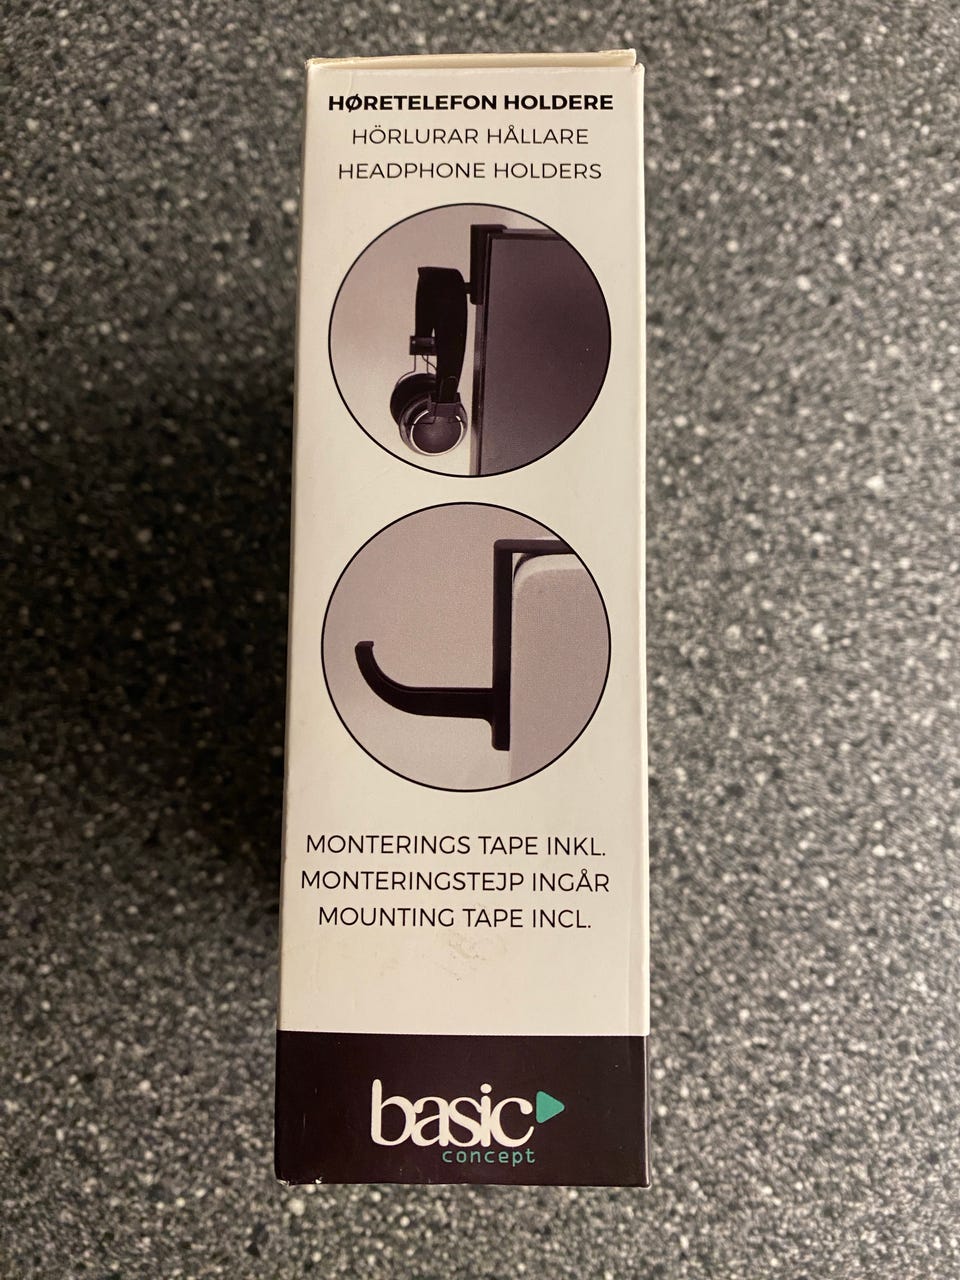 HØRETELEFON HOLDERE
HÖRLURAR HÅLLARE
HEADPHONE HOLDERS
MONTERINGS TAPE INKL.
MONTERINGSTEJP INGÅR
MOUNTING TAPE INCL.
basic
concept